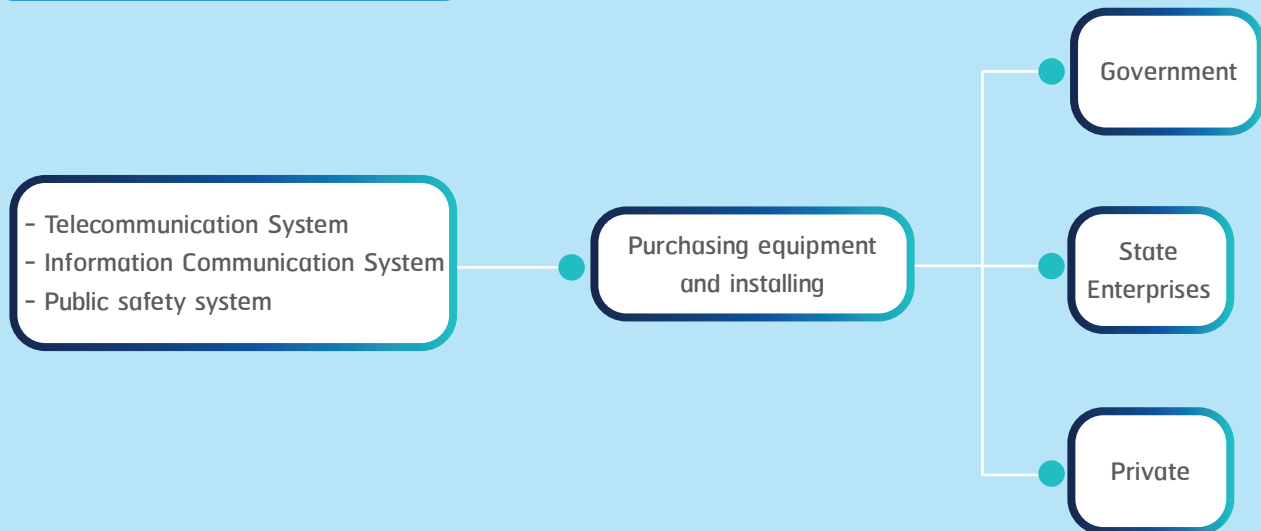 - Telecommunication System
- Information Communication System
- Public safety system
Purchasing equipment
and installing
Government
State
Enterprises
Private